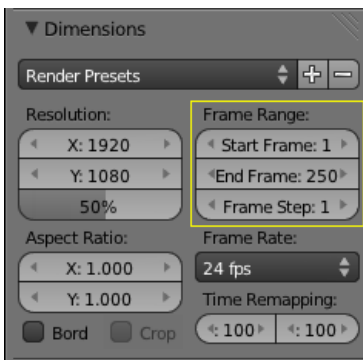 Dimensions
Render Presets
Resolution:
X: 1920
Y: 1080
50%
Frame Range:
Start Frame: 1
End Frame: 250
Frame Step: 1
Aspect Ratio:
X: 1.000
Y: 1.000
Bord Crop
Frame Rate:
24 fps
Time Remapping:
: 100 : 100